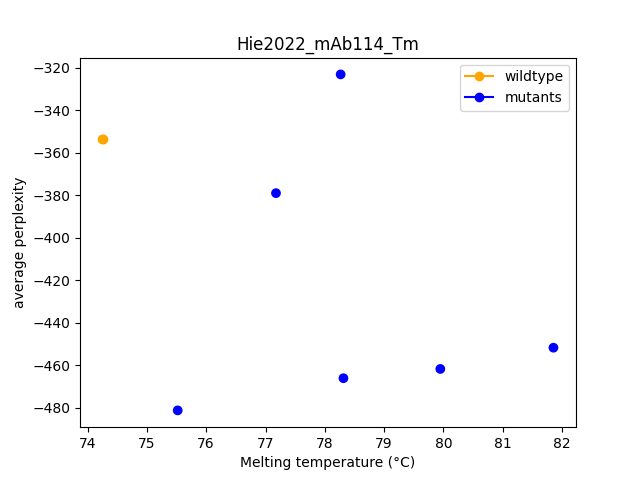 Hie2022_mAb114_Tm
wildtype
mutants
average perplexity
−320
−340
−360
−380
−400
−420
−440
−460
−480
74 75 76 77 78 79 80 81 82
Melting temperature (°C)